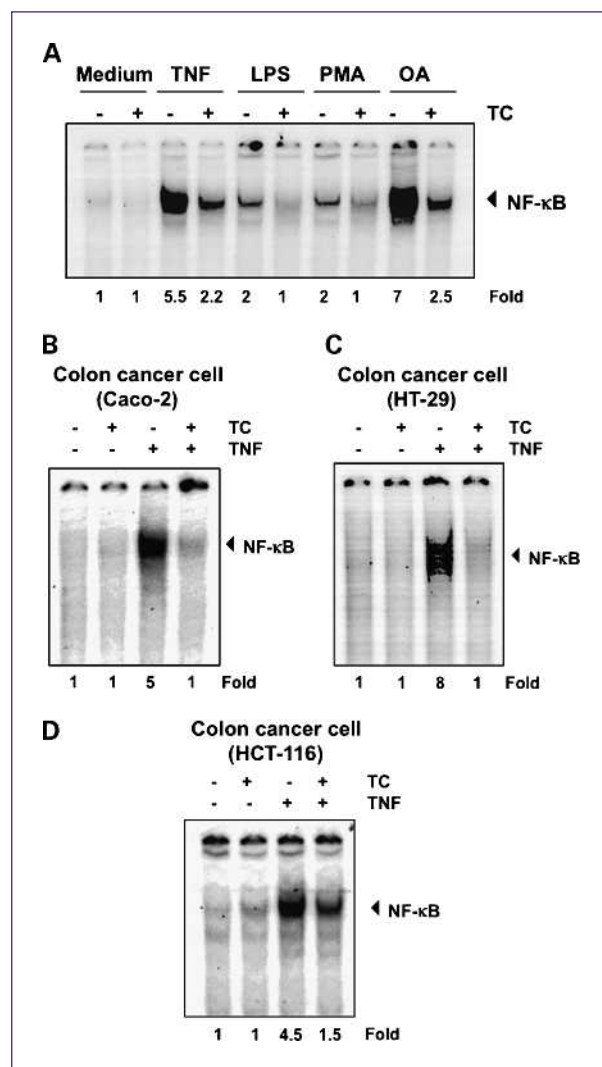 A
Medium TNF LPS PMA OA
- + - + - + - + - + TC
NF-κB
1 1 5.5 2.2 2 1 2 1 7 2.5 Fold
B
Colon cancer cell
(Caco-2)
- + - + TC
- - + + TNF
NF-κB
1 1 5 1 Fold
C
Colon cancer cell
(HT-29)
- + - + TC
- - + + TNF
NF-κB
1 1 8 1 Fold
D
Colon cancer cell
(HCT-116)
- + - + TC
- - + + TNF
NF-κB
1 1 4.5 1.5 Fold